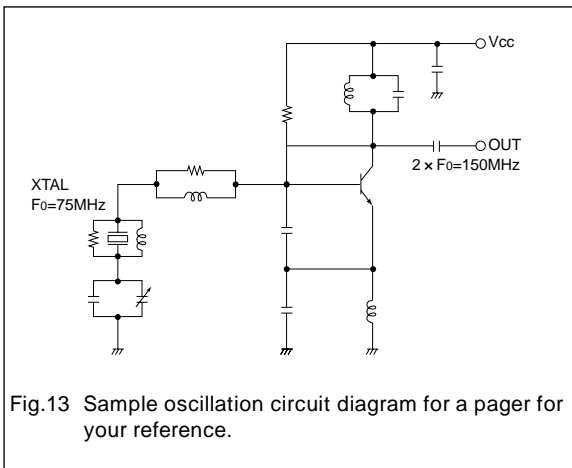 Vcc
OUT
2 × F0=150MHz
XTAL
F0=75MHz
Fig.13 Sample oscillation circuit diagram for a pager for
your reference.